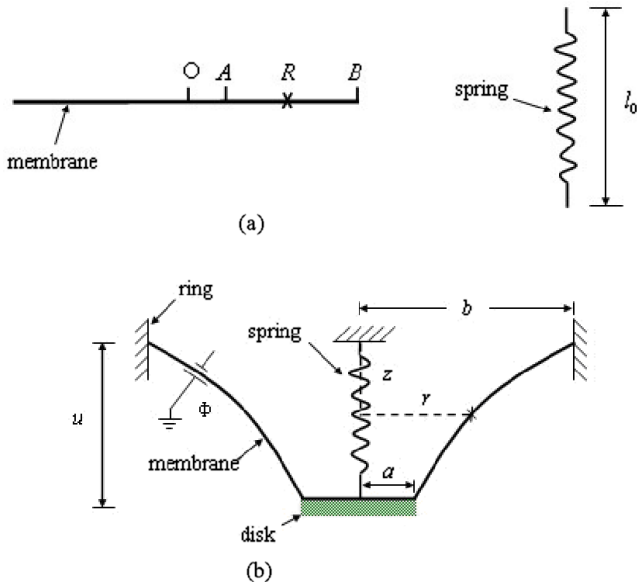 O A R B
membrane
spring
l₀
(a)
ring
b
spring
z
r
u
Φ
membrane
a
disk
(b)